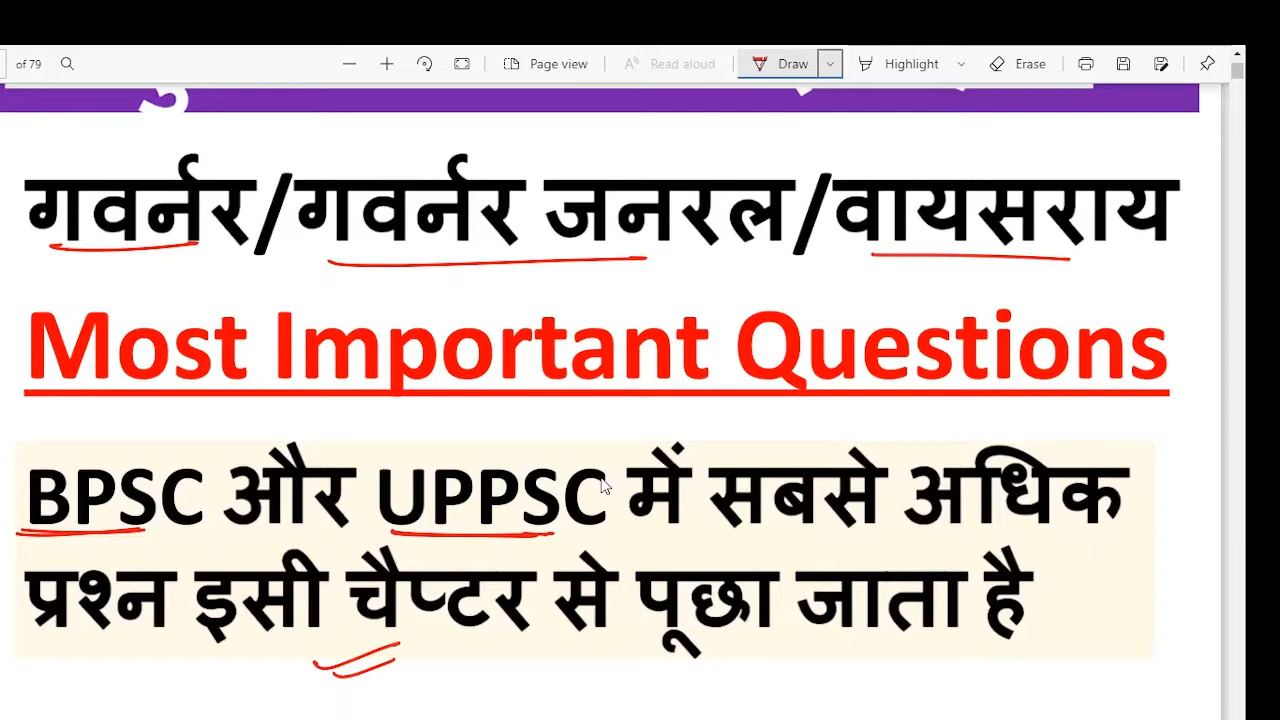 of 79 Page view Read aloud Draw Highlight Erase
गवर्नर/गवर्नर जनरल/वायसराय
Most Important Questions
BPSC और UPPSC में सबसे अधिक
प्रश्न इसी चैप्टर से पूछा जाता है